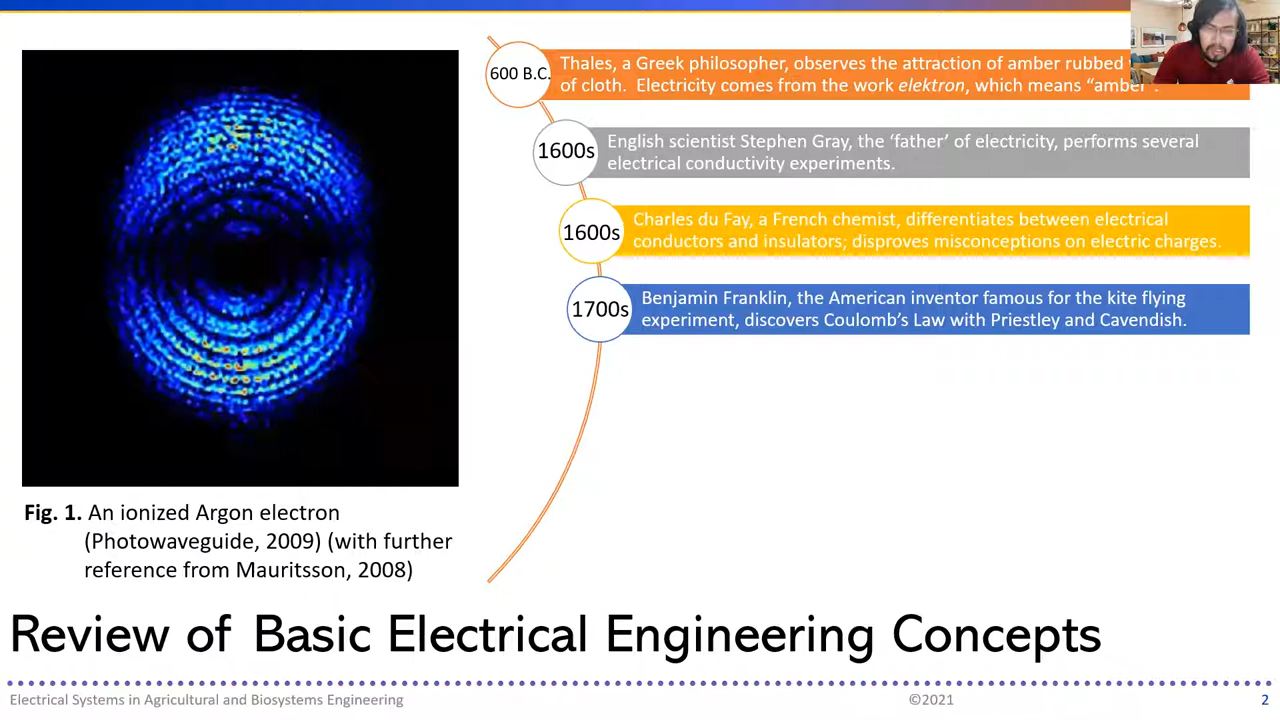 600 B.C.
Thales, a Greek philosopher, observes the attraction of amber rubbed
of cloth. Electricity comes from the work elektron, which means “amber”.
1600s
English scientist Stephen Gray, the ‘father’ of electricity, performs several
electrical conductivity experiments.
1600s
Charles du Fay, a French chemist, differentiates between electrical
conductors and insulators; disproves misconceptions on electric charges.
1700s
Benjamin Franklin, the American inventor famous for the kite flying
experiment, discovers Coulomb’s Law with Priestley and Cavendish.
Fig. 1. An ionized Argon electron
(Photowaveguide, 2009) (with further
reference from Mauritsson, 2008)
Review of Basic Electrical Engineering Concepts
Electrical Systems in Agricultural and Biosystems Engineering
©2021
2